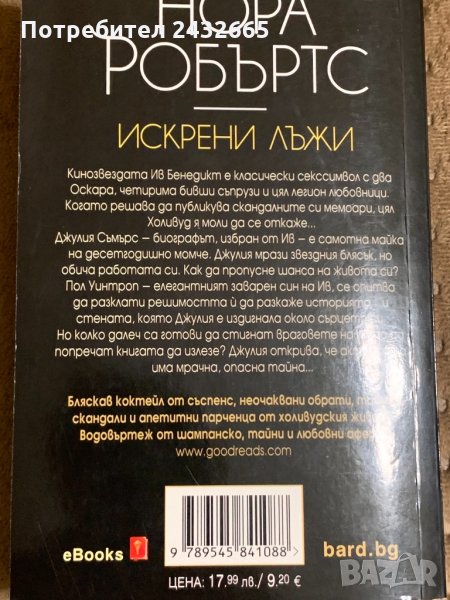 Потребител 2432665
НОРА
РОБЪРТС
ИСКРЕНИ ЛЪЖИ
Кинозвездата Ив Бенедикт е класически секссимвол с два
Оскара, четирима бивши съпрузи и цял легион любовници.
Когато решава да публикува скандалните си мемоари, цял
Холивуд я моли да се откаже...
Джулия Съмърс – биографът, избран от Ив – е самотна майка
на десетгодишно момче. Джулия мрази звездния блясък, но
обича работата си. Как да пропусне шанса на живота си?
Пол Уинтроп – елегантният заварен син на Ив, се опитва
да разклати решимостта ѝ да разкаже историята
стената, която Джулия е издигнала около
Но колко далеч са готови да стигнат враговете на
попречат книгата да излезе? Джулия открива, че
има мрачна, опасна тайна...
Бляскав коктейл от съспенс, неочаквани обрати,
скандали и апетитни парченца от холивудския
Водовъртеж от шампанско, тайни и любовни
www.goodreads.com
eBooks
9 789545 841088
bard.bg
ЦЕНА: 17,99 лв./ 9,20 €
BAZAR